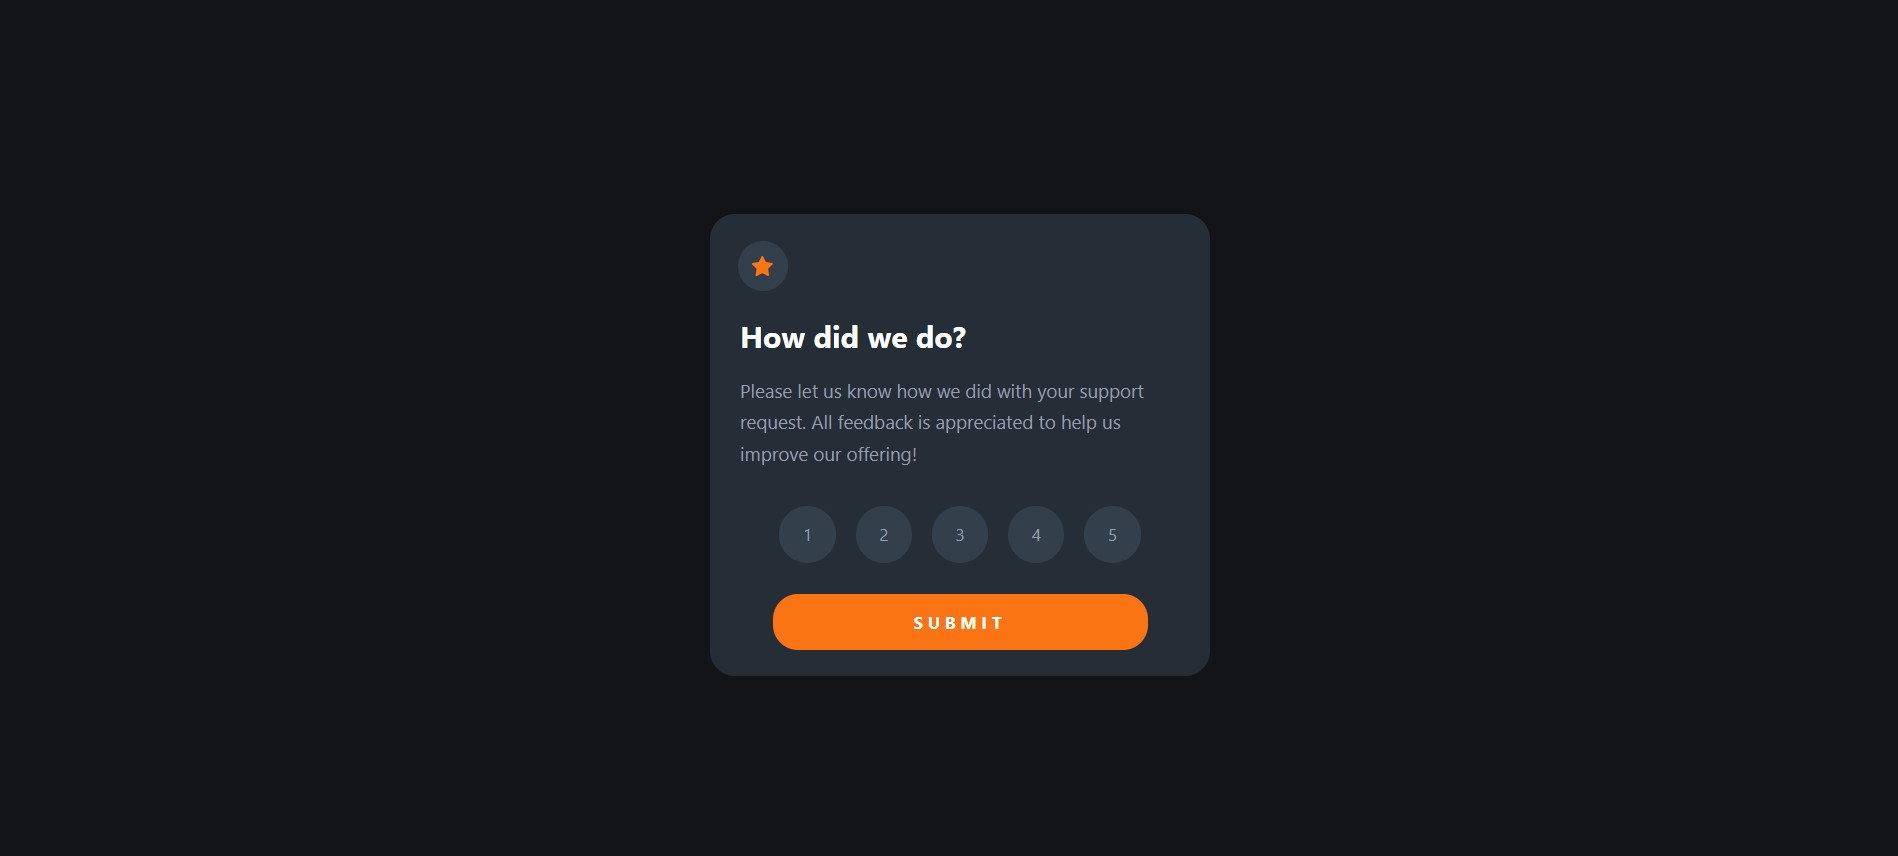 How did we do?
Please let us know how we did with your support
request. All feedback is appreciated to help us
improve our offering!
1 2 3 4 5
SUBMIT